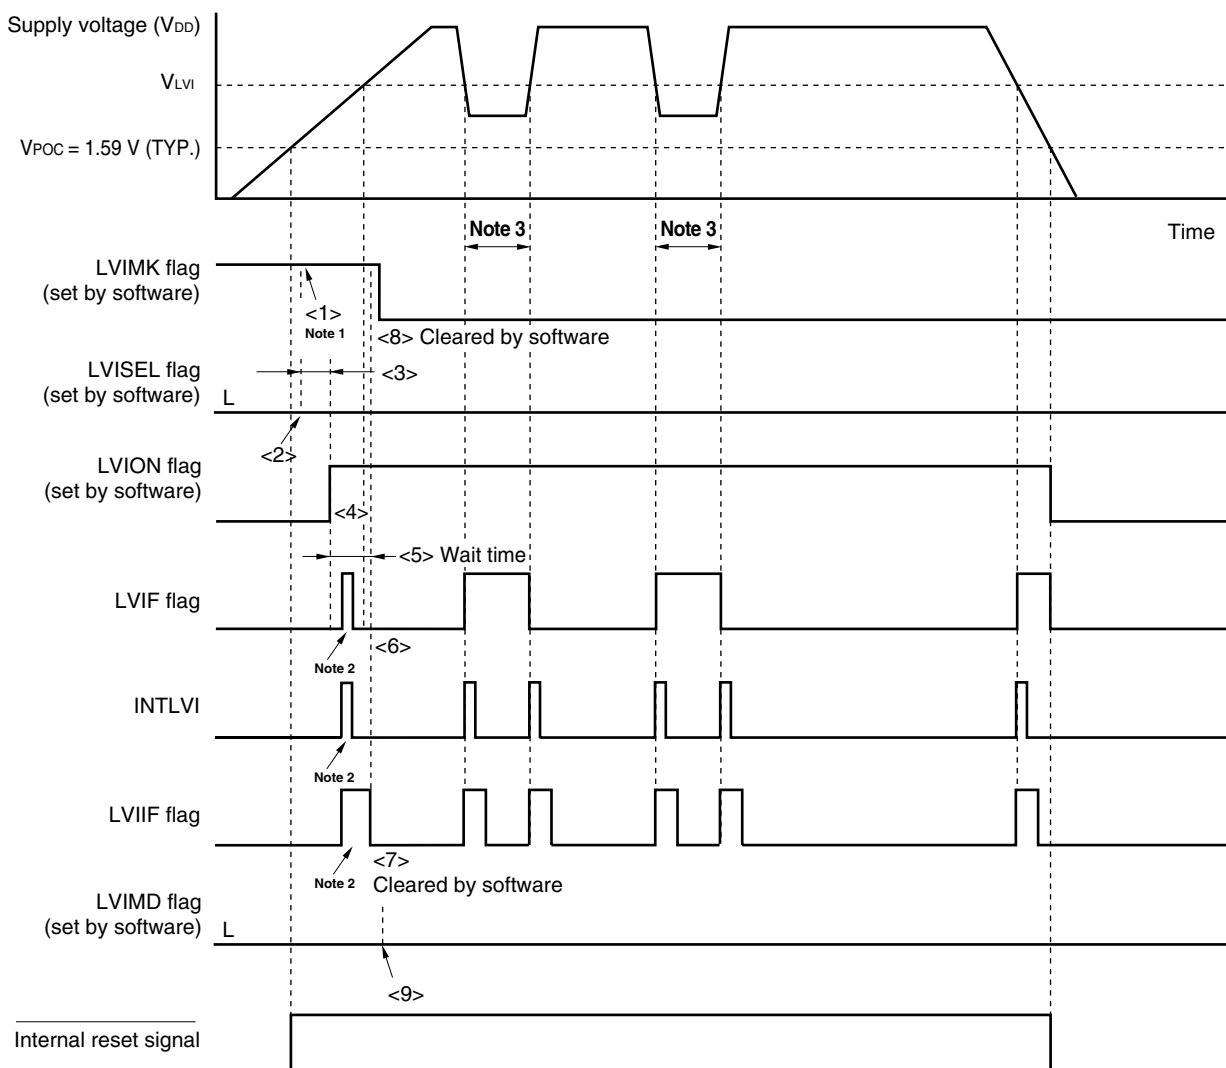 Supply voltage (VDD)
VLVI
VPOC = 1.59 V (TYP.)
Note 3
Note 3
Time
LVIMK flag
(set by software)
<1>
Note 1
<8> Cleared by software
LVISEL flag
(set by software)
L
<3>
<2>
LVION flag
(set by software)
<4>
<5> Wait time
LVIF flag
<6>
Note 2
INTLVI
Note 2
LVIIF flag
Note 2
<7>
Cleared by software
LVIMD flag
(set by software)
L
<9>
Internal reset signal